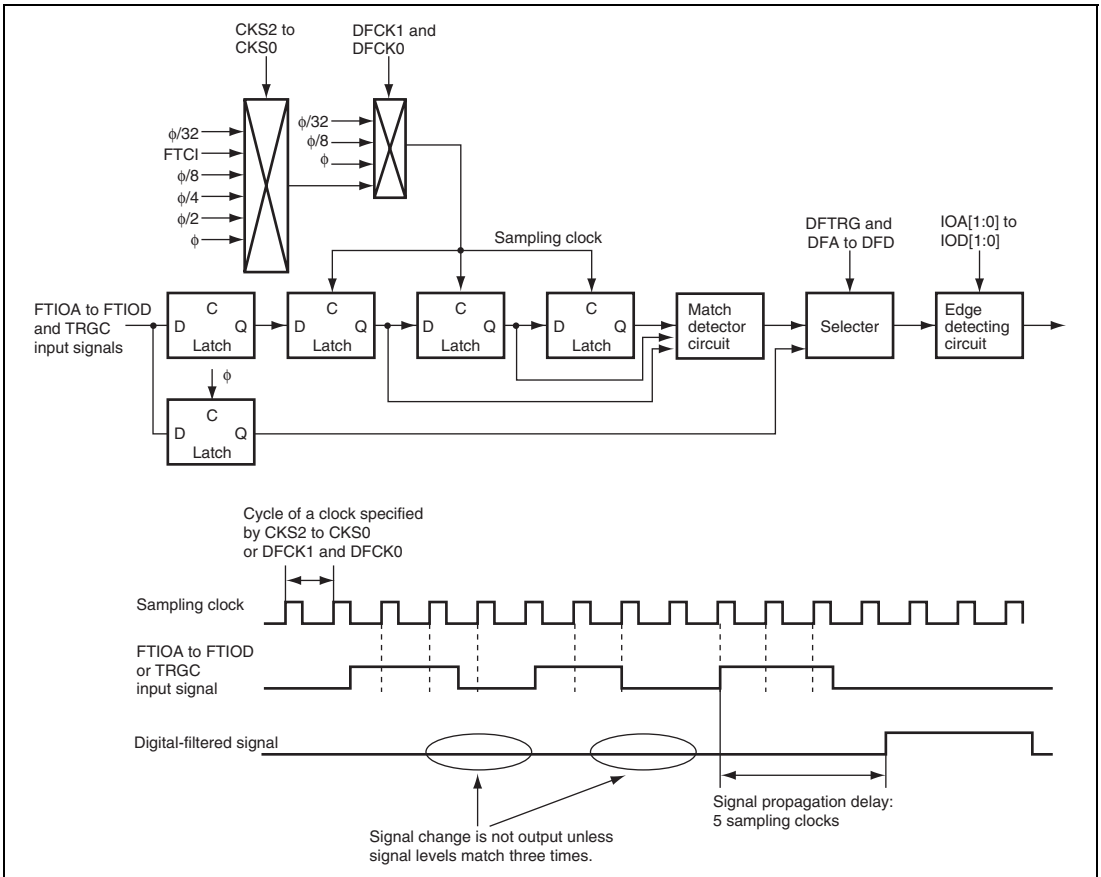 CKS2 to
CKS0
DFCK1 and
DFCK0
ϕ/32
FTCI
ϕ/8
ϕ/4
ϕ/2
ϕ
ϕ/32
ϕ/8
ϕ
Sampling clock
DFTRG and
DFA to DFD
IOA[1:0] to
IOD[1:0]
FTIOA to FTIOD
and TRGC
input signals
C
D Q
Latch
C
D Q
Latch
C
D Q
Latch
C
D Q
Latch
Match
detector
circuit
Selecter
Edge
detecting
circuit
ϕ
C
D Q
Latch
Cycle of a clock specified
by CKS2 to CKS0
or DFCK1 and DFCK0
Sampling clock
FTIOA to FTIOD
or TRGC
input signal
Digital-filtered signal
Signal propagation delay:
5 sampling clocks
Signal change is not output unless
signal levels match three times.